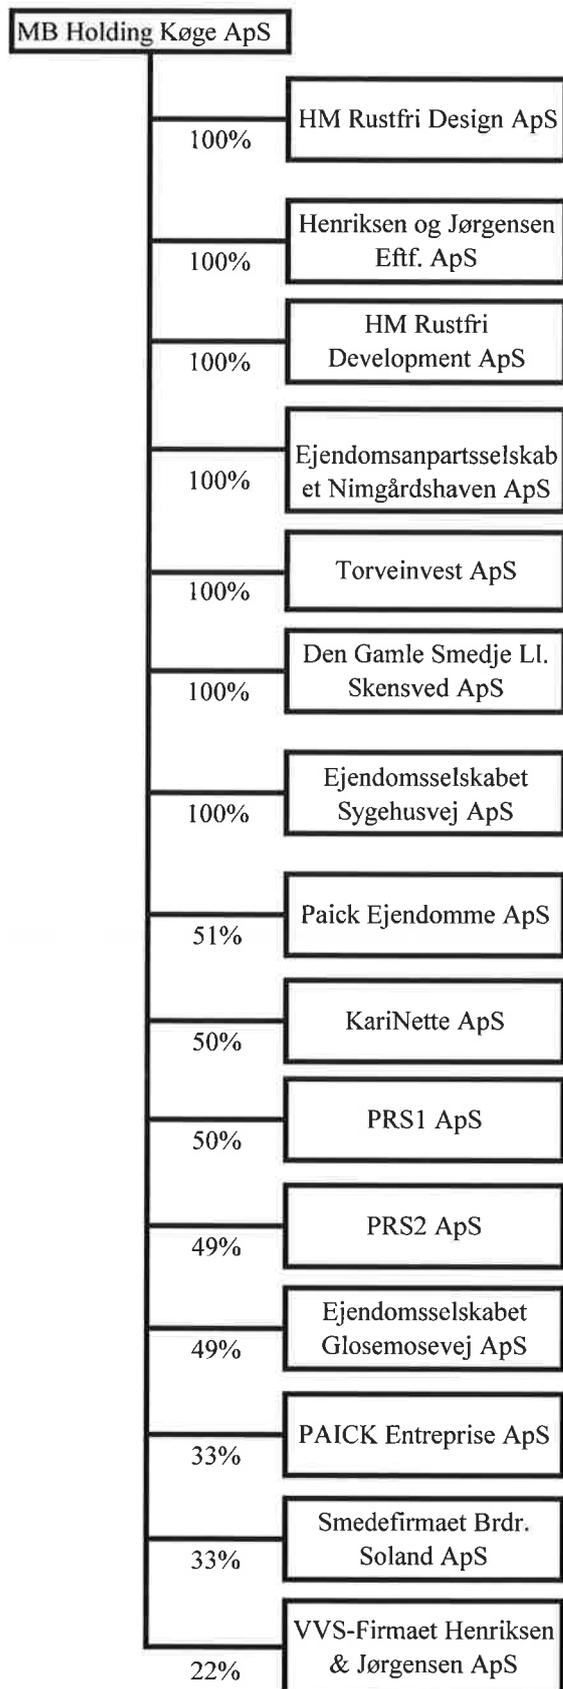 MB Holding Køge ApS
HM Rustfri Design ApS
100%
Henriksen og Jørgensen
Eftf. ApS
100%
HM Rustfri
Development ApS
100%
Ejendomsanpartsselskab
et Nimgårdshaven ApS
100%
Torveinvest ApS
100%
Den Gamle Smedje Ll.
Skensved ApS
100%
Ejendomsselskabet
Sygehusvej ApS
100%
Paick Ejendomme ApS
51%
KariNette ApS
50%
PRS1 ApS
50%
PRS2 ApS
49%
Ejendomsselskabet
Glosemosevej ApS
49%
PAICK Entreprise ApS
33%
Smedefirmaet Brdr.
Soland ApS
33%
VVS-Firmaet Henriksen
& Jørgensen ApS
22%